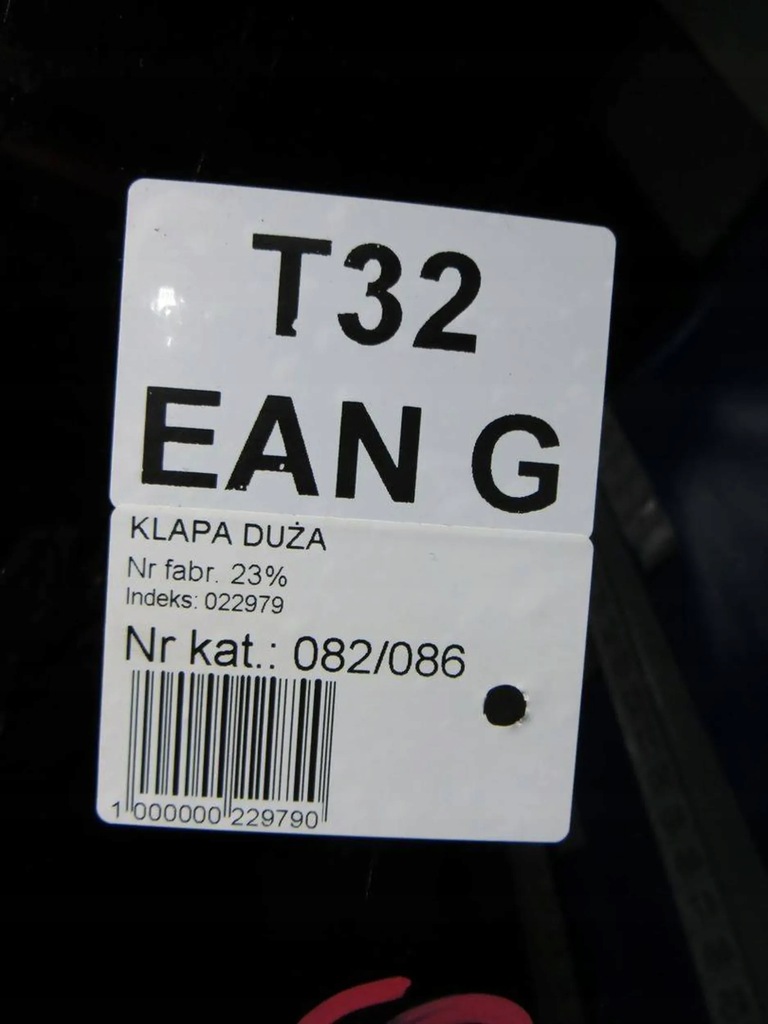 T32
EAN G
KLAPA DUŻA
Nr fabr. 23%
Indeks: 022979
Nr kat.: 082/086
1 000000 229790